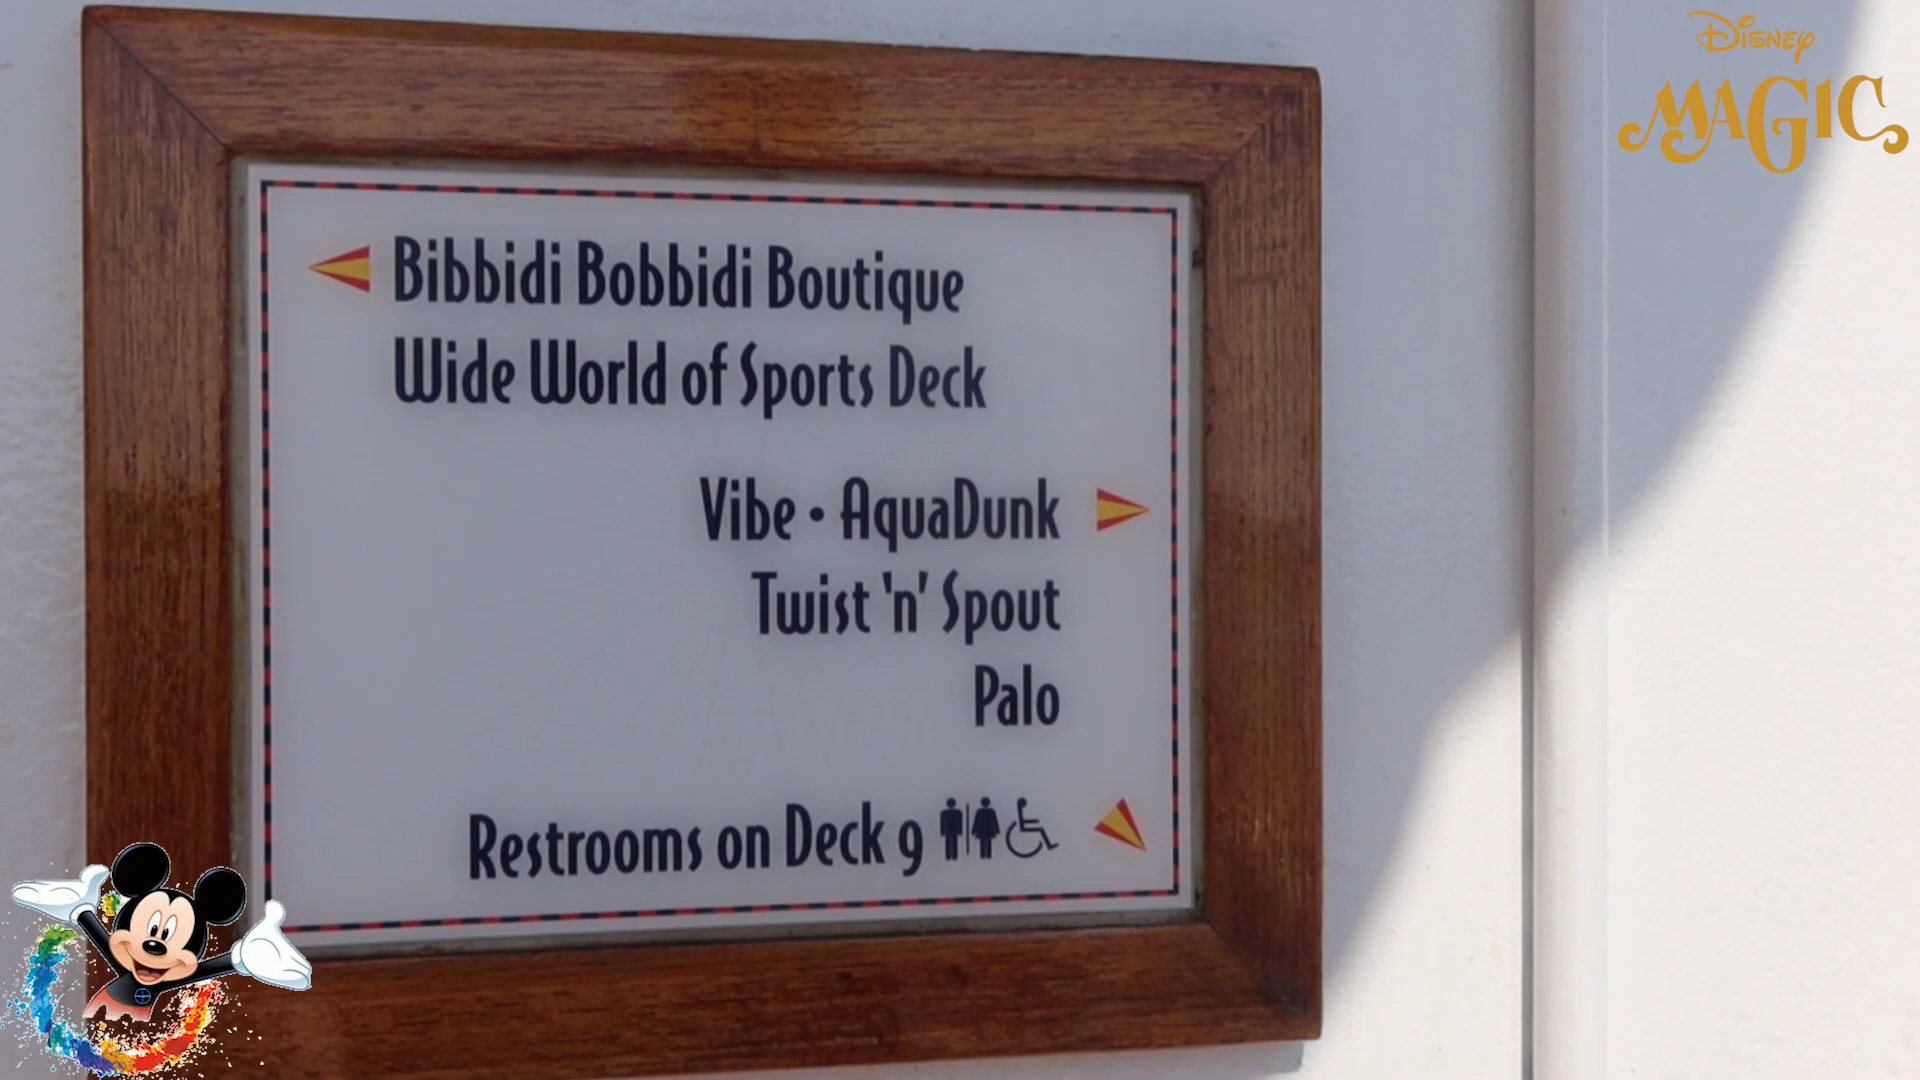 Disney
MAGIC
Bibbidi Bobbidi Boutique
Wide World of Sports Deck
Vibe • AquaDunk
Twist 'n' Spout
Palo
Restrooms on Deck 9